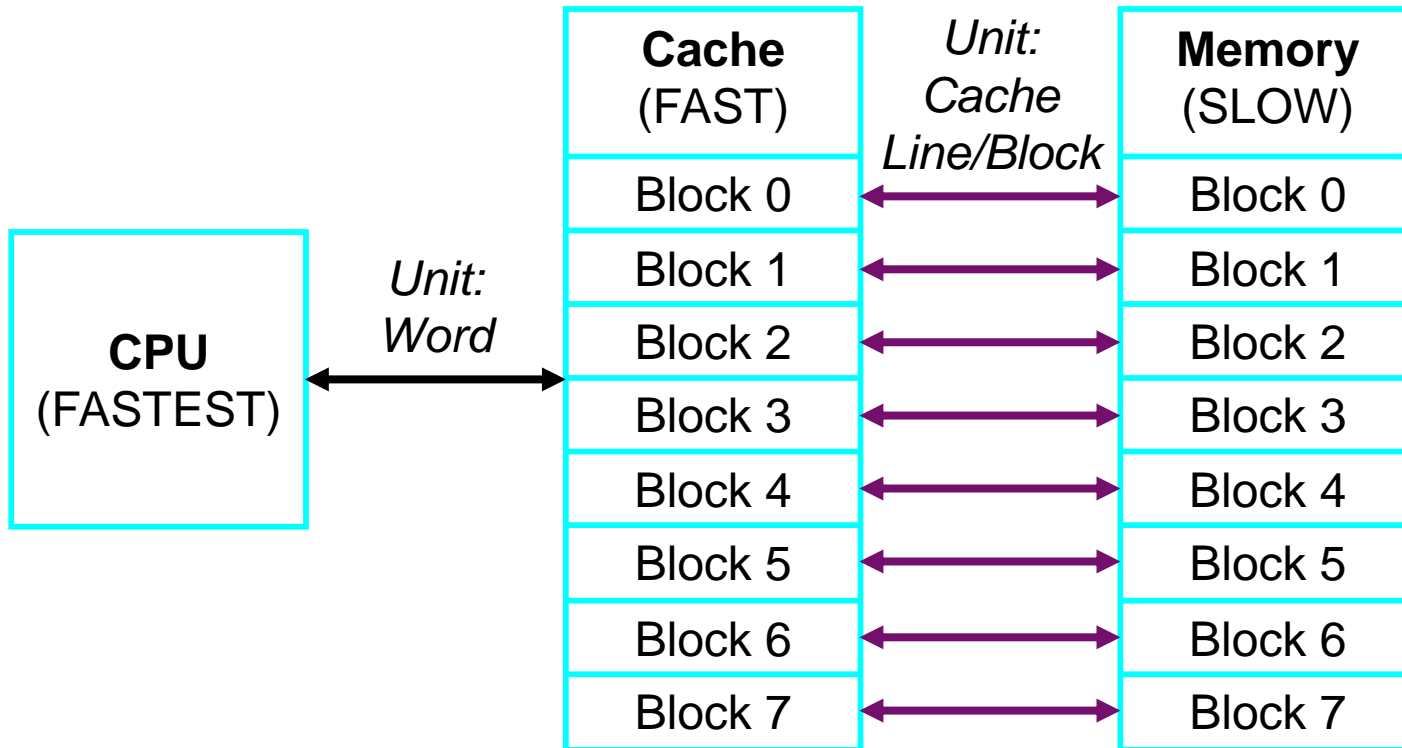 CPU
(FASTEST)
Unit:
Word
Cache
(FAST)
Block 0
Block 1
Block 2
Block 3
Block 4
Block 5
Block 6
Block 7
Unit:
Cache
Line/Block
Memory
(SLOW)
Block 0
Block 1
Block 2
Block 3
Block 4
Block 5
Block 6
Block 7